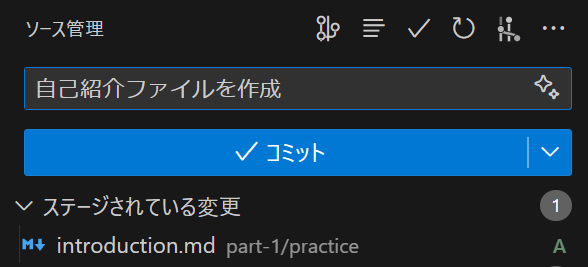 ソース管理
自己紹介ファイルを作成
コミット
ステージされている変更 1
introduction.md part-1/practice A